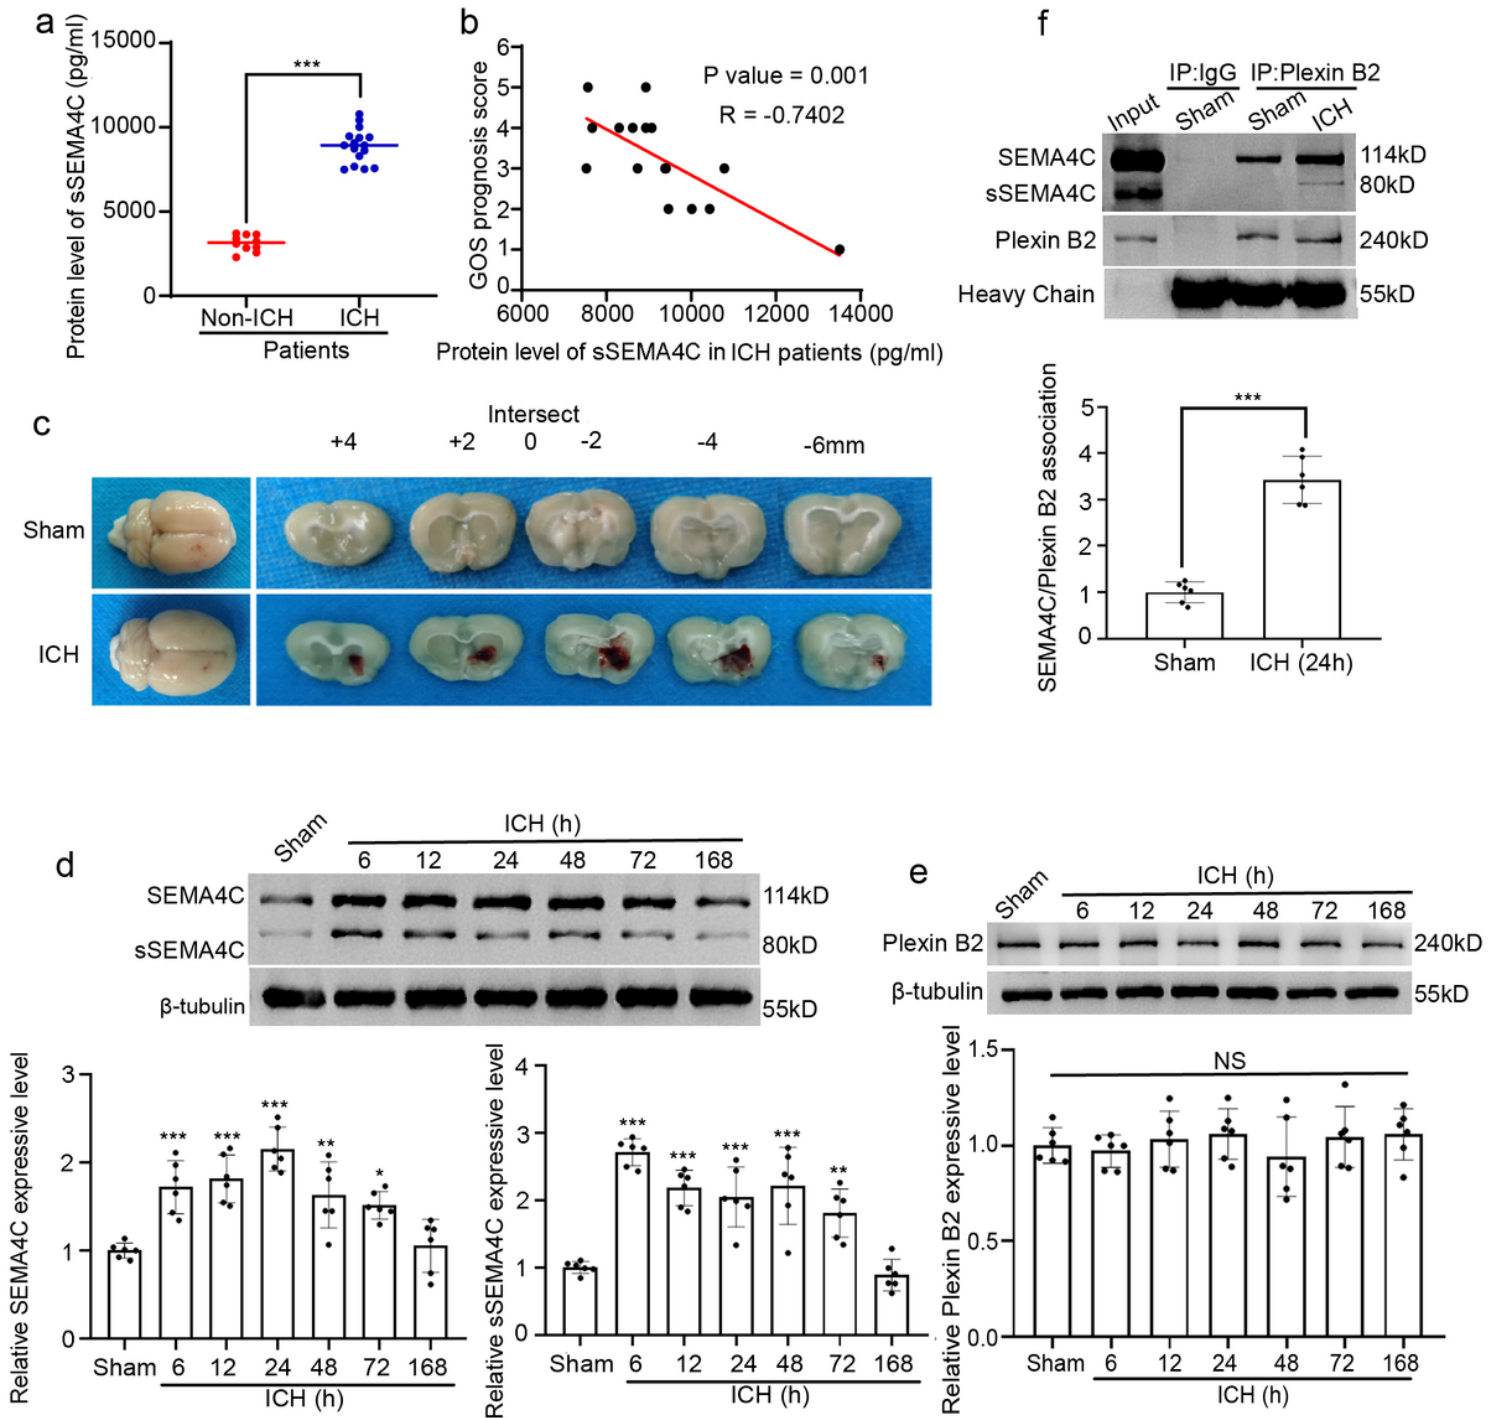 a
Protein level of sSEMA4C (pg/ml)
15000
10000
5000
0
***
Non-ICH ICH
Patients
b
GOS prognosis score
6
5
4
3
2
1
0
P value = 0.001
R = -0.7402
6000 8000 10000 12000 14000
Protein level of sSEMA4C in ICH patients (pg/ml)
f
IP:IgG IP:Plexin B2
Input Sham Sham ICH
SEMA4C 114kD
sSEMA4C 80kD
Plexin B2 240kD
Heavy Chain 55kD
SEMA4C/Plexin B2 association
5
4
3
2
1
0
***
Sham ICH (24h)
c
Intersect
+4 +2 0 -2 -4 -6mm
Sham
ICH
d
Sham ICH (h)
6 12 24 48 72 168
SEMA4C 114kD
sSEMA4C 80kD
β-tubulin 55kD
Relative SEMA4C expressive level
3
2
1
0
*** *** *** ** *
Sham 6 12 24 48 72 168
ICH (h)
Relative sSEMA4C expressive level
4
3
2
1
0
*** *** *** *** **
Sham 6 12 24 48 72 168
ICH (h)
e
Sham ICH (h)
6 12 24 48 72 168
Plexin B2 240kD
β-tubulin 55kD
Relative Plexin B2 expressive level
1.5
1.0
0.5
0.0
NS
Sham 6 12 24 48 72 168
ICH (h)